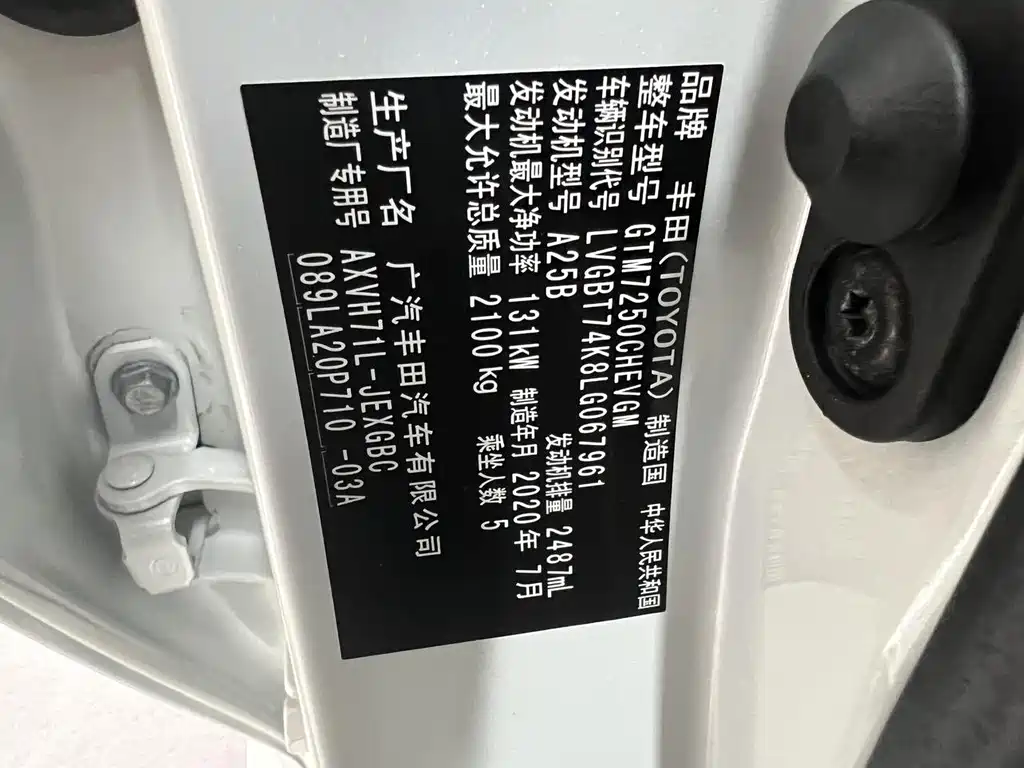 品牌 丰田(TOYOTA) 制造国 中华人民共和国
整车型号 GTM7250CHEVGM
车辆识别代号 LVGBT74K8LG067961
发动机型号 A25B 发动机排量 2487mL
发动机最大净功率 131kW 制造年月 2020年 7月
最大允许总质量 2100kg 乘坐人数 5
生产厂名 广汽丰田汽车有限公司
制造厂专用号 AXVH71L-JEXGBC
089LA20P710 -03A